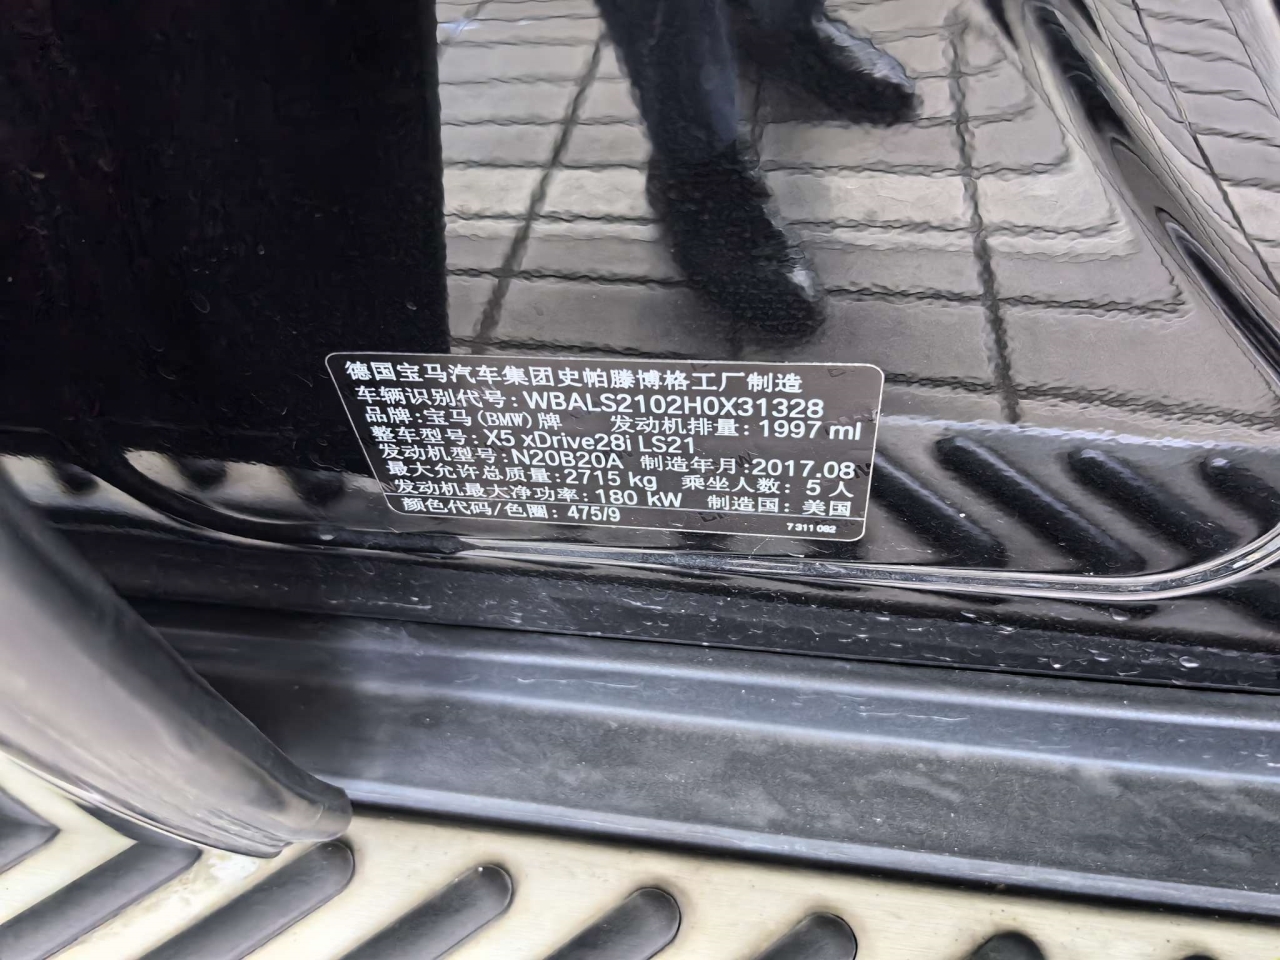 德国宝马汽车集团史帕滕博格工厂制造
车辆识别代号:WBALS2102H0X31328
品牌:宝马(BMW)牌 发动机排量:1997 ml
整车型号:X5 xDrive28i LS21
发动机型号:N20B20A 制造年月:2017.08
最大允许总质量:2715 kg 乘坐人数:5人
发动机最大净功率:180 kW 制造国:美国
颜色代码/色圈:475/9
7 311 062